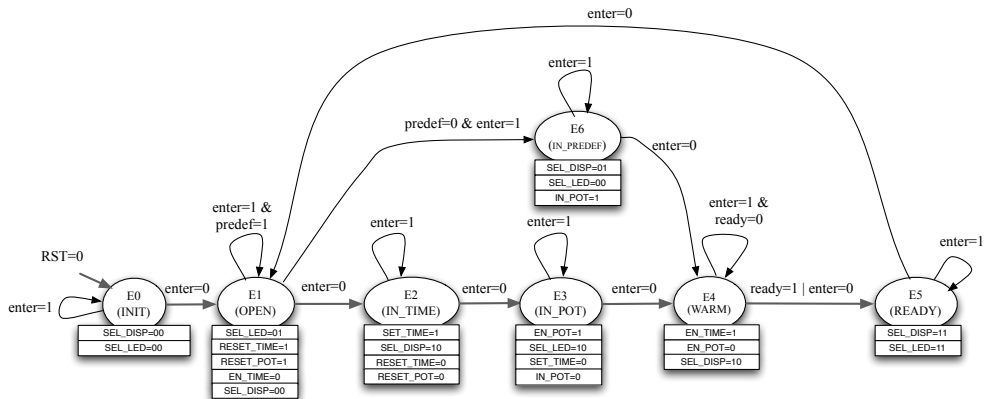 enter=0
enter=1
predef=0 & enter=1
E6
(IN_PREDEF)
enter=0
SEL_DISP=01
SEL_LED=00
IN_POT=1
enter=1 &
predef=1
enter=1
enter=1
enter=1 &
ready=0
enter=1
RST=0
enter=1
E0
(INIT)
enter=0
E1
(OPEN)
enter=0
E2
(IN_TIME)
enter=0
E3
(IN_POT)
enter=0
E4
(WARM)
ready=1 | enter=0
E5
(READY)
SEL_DISP=00
SEL_LED=00
SEL_LED=01
RESET_TIME=1
RESET_POT=1
EN_TIME=0
SEL_DISP=00
SET_TIME=1
SEL_DISP=10
RESET_TIME=0
RESET_POT=0
EN_POT=1
SEL_LED=10
SET_TIME=0
IN_POT=0
EN_TIME=1
EN_POT=0
SEL_DISP=10
SEL_DISP=11
SEL_LED=11